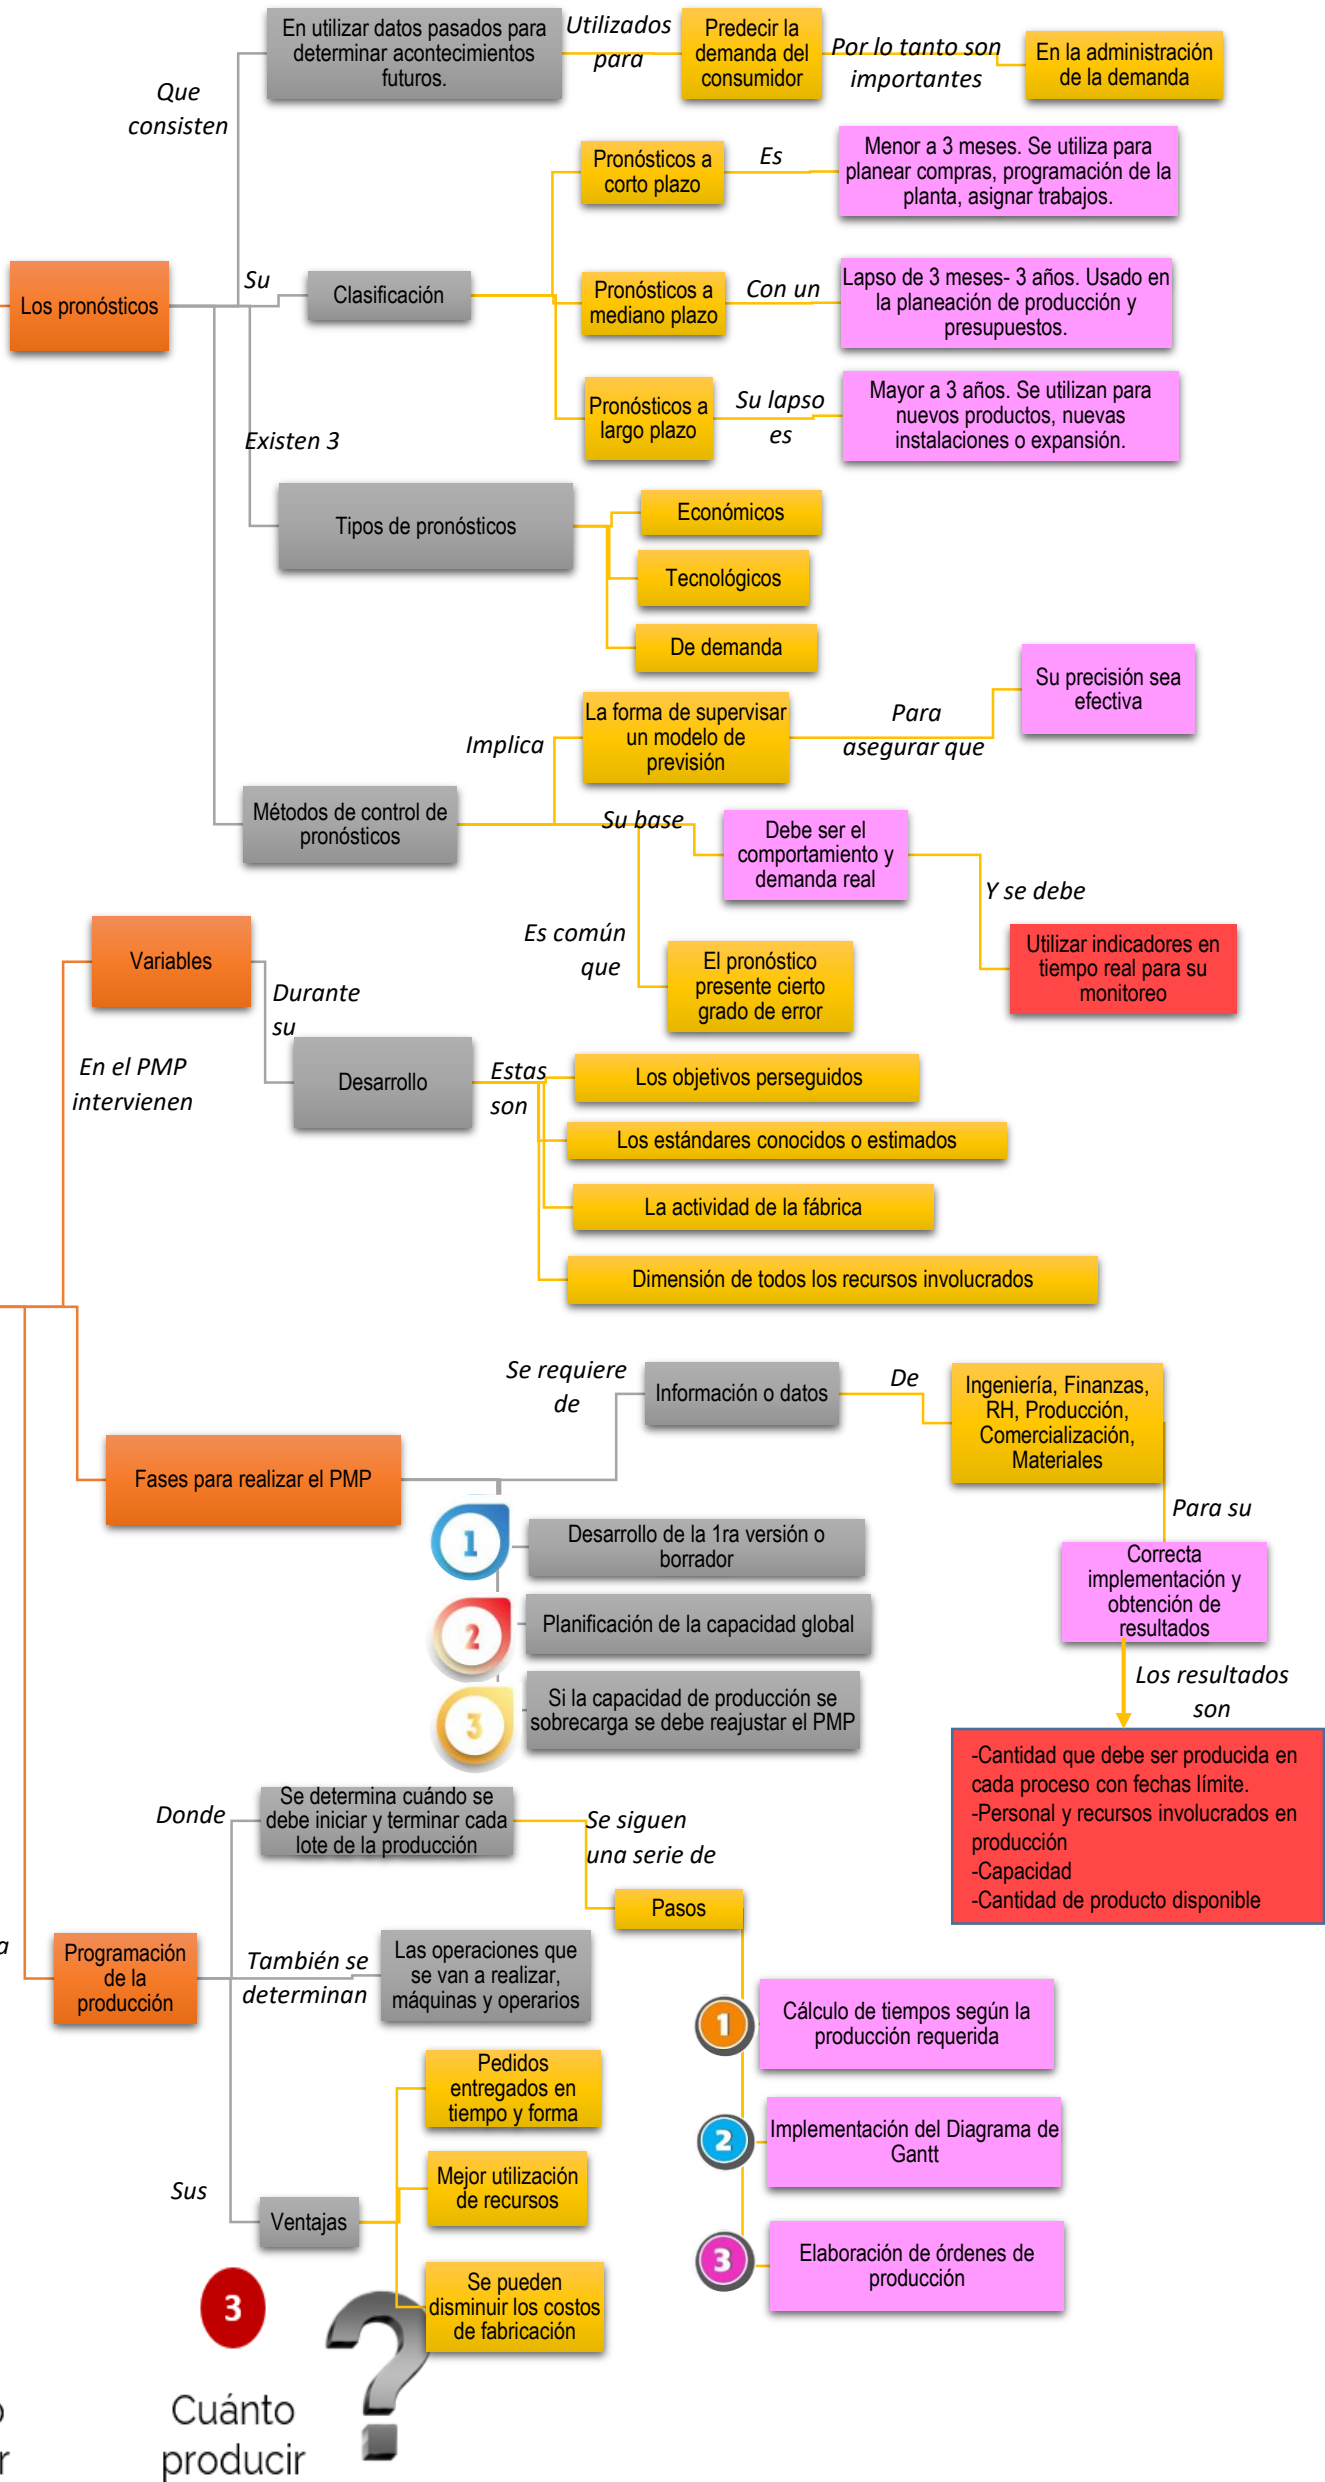 En utilizar datos pasados para
determinar acontecimientos
futuros.
Utilizados
para
Predecir la
demanda del
consumidor
Por lo tanto son
importantes
En la administración
de la demanda
Que
consisten
Pronósticos a
corto plazo
Es
Menor a 3 meses. Se utiliza para
planear compras, programación de la
planta, asignar trabajos.
Los pronósticos
Su
Clasificación
Pronósticos a
mediano plazo
Con un
Lapso de 3 meses- 3 años. Usado en
la planeación de producción y
presupuestos.
Pronósticos a
largo plazo
Su lapso
es
Mayor a 3 años. Se utilizan para
nuevos productos, nuevas
instalaciones o expansión.
Existen 3
Tipos de pronósticos
Económicos
Tecnológicos
De demanda
Implica
La forma de supervisar
un modelo de
previsión
Para
asegurar que
Su precisión sea
efectiva
Métodos de control de
pronósticos
Su base
Debe ser el
comportamiento y
demanda real
Y se debe
Utilizar indicadores en
tiempo real para su
monitoreo
Es común
que
El pronóstico
presente cierto
grado de error
Variables
Durante
su
En el PMP
intervienen
Desarrollo
Estas
son
Los objetivos perseguidos
Los estándares conocidos o estimados
La actividad de la fábrica
Dimensión de todos los recursos involucrados
Se requiere
de
Información o datos
De
Ingeniería, Finanzas,
RH, Producción,
Comercialización,
Materiales
Fases para realizar el PMP
Para su
Correcta
implementación y
obtención de
resultados
1
Desarrollo de la 1ra versión o
borrador
2
Planificación de la capacidad global
3
Si la capacidad de producción se
sobrecarga se debe reajustar el PMP
Los resultados
son
-Cantidad que debe ser producida en
cada proceso con fechas límite.
-Personal y recursos involucrados en
producción
-Capacidad
-Cantidad de producto disponible
Donde
Se determina cuándo se
debe iniciar y terminar cada
lote de la producción
Se siguen
una serie de
Pasos
a
Programación
de la
producción
También se
determinan
Las operaciones que
se van a realizar,
máquinas y operarios
1
Cálculo de tiempos según la
producción requerida
2
Implementación del Diagrama de
Gantt
3
Elaboración de órdenes de
producción
Sus
Ventajas
Pedidos
entregados en
tiempo y forma
Mejor utilización
de recursos
Se pueden
disminuir los costos
de fabricación
3
?
o
r
Cuánto
producir